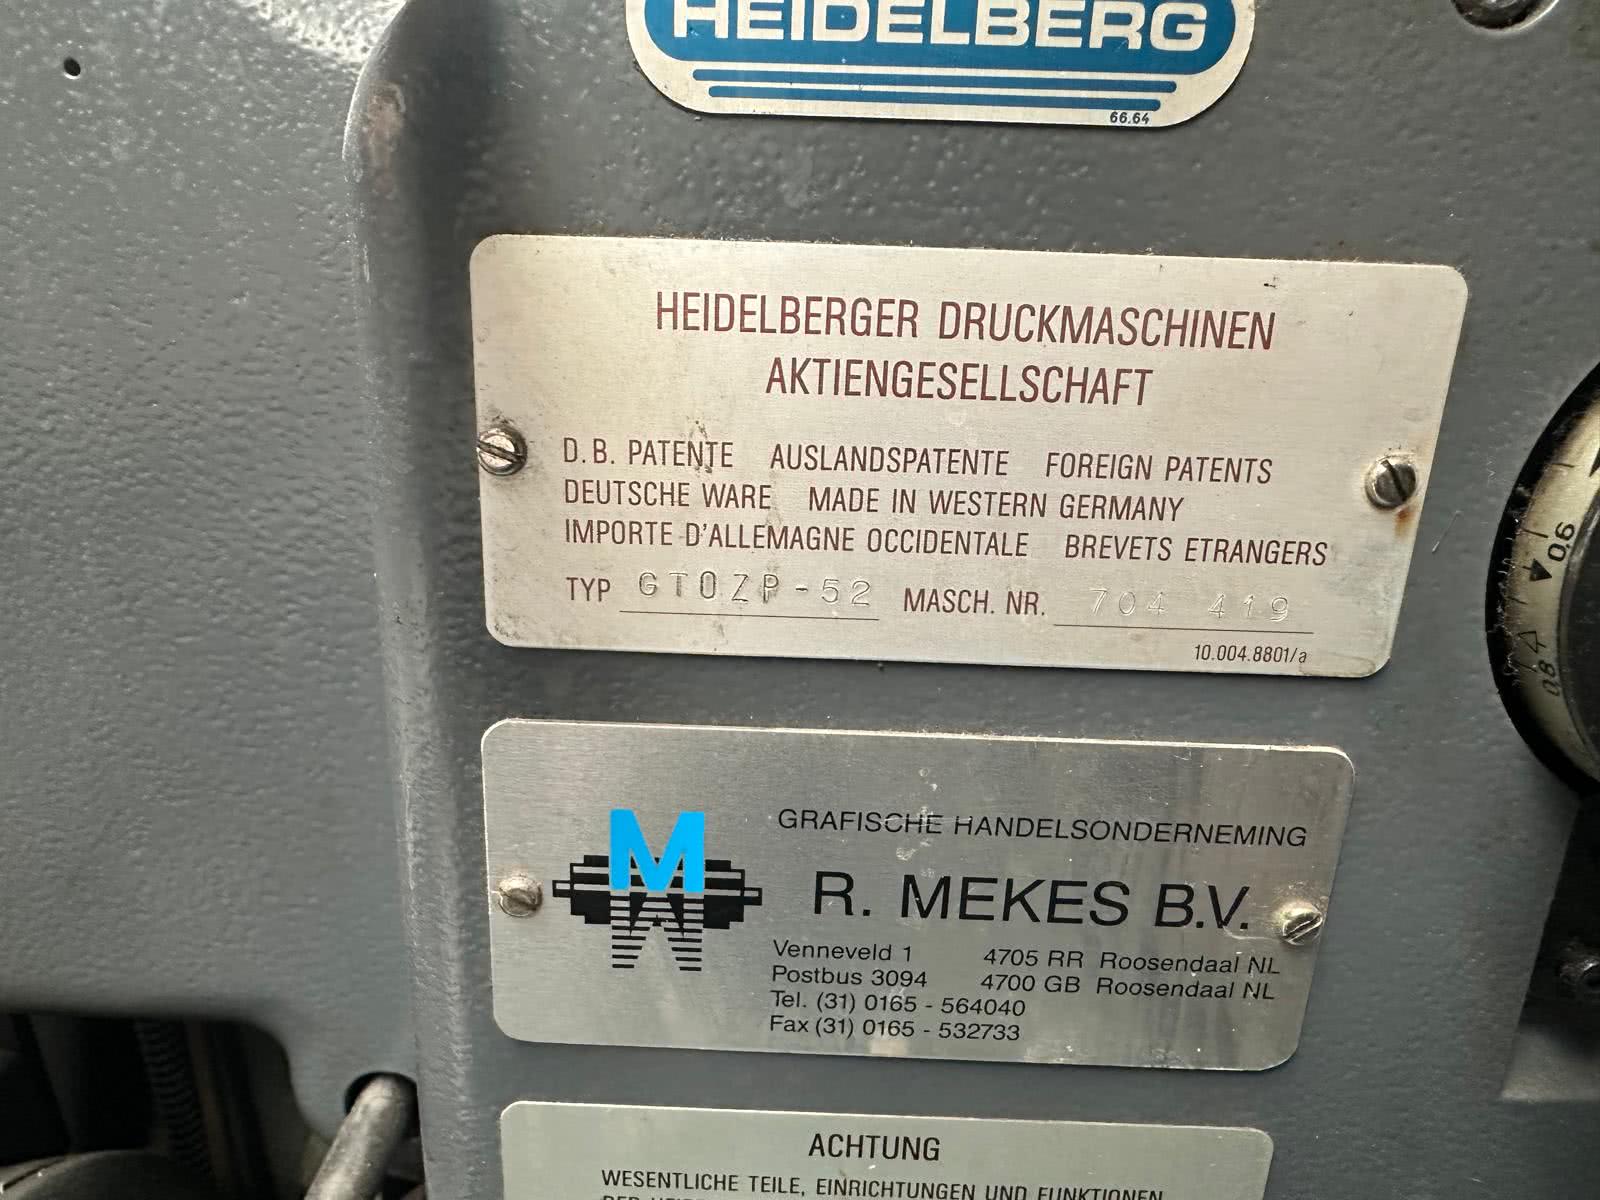 HEIDELBERG
66.64
HEIDELBERGER DRUCKMASCHINEN
AKTIENGESELLSCHAFT
D.B. PATENTE AUSLANDSPATENTE FOREIGN PATENTS
DEUTSCHE WARE MADE IN WESTERN GERMANY
IMPORTE D'ALLEMAGNE OCCIDENTALE BREVETS ETRANGERS
TYP GTOZP-52 MASCH. NR. 704 419
10.004.8801/a
0,6
0,8
M
GRAFISCHE HANDELSONDERNEMING
R. MEKES B.V.
Venneveld 1 4705 RR Roosendaal NL
Postbus 3094 4700 GB Roosendaal NL
Tel. (31) 0165 - 564040
Fax (31) 0165 - 532733
ACHTUNG
WESENTLICHE TEILE, EINRICHTUNGEN UND FUNKTIONEN